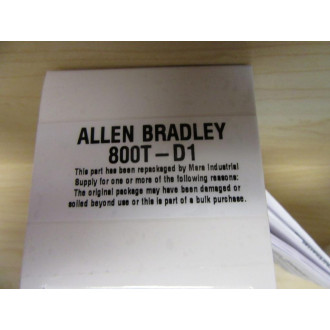 ALLEN BRADLEY
800T-D1
This part has been repackaged by Mara Industrial
Supply for one or more of the following reasons:
The original package may have been damaged or
soiled beyond use or this is part of a bulk purchase.